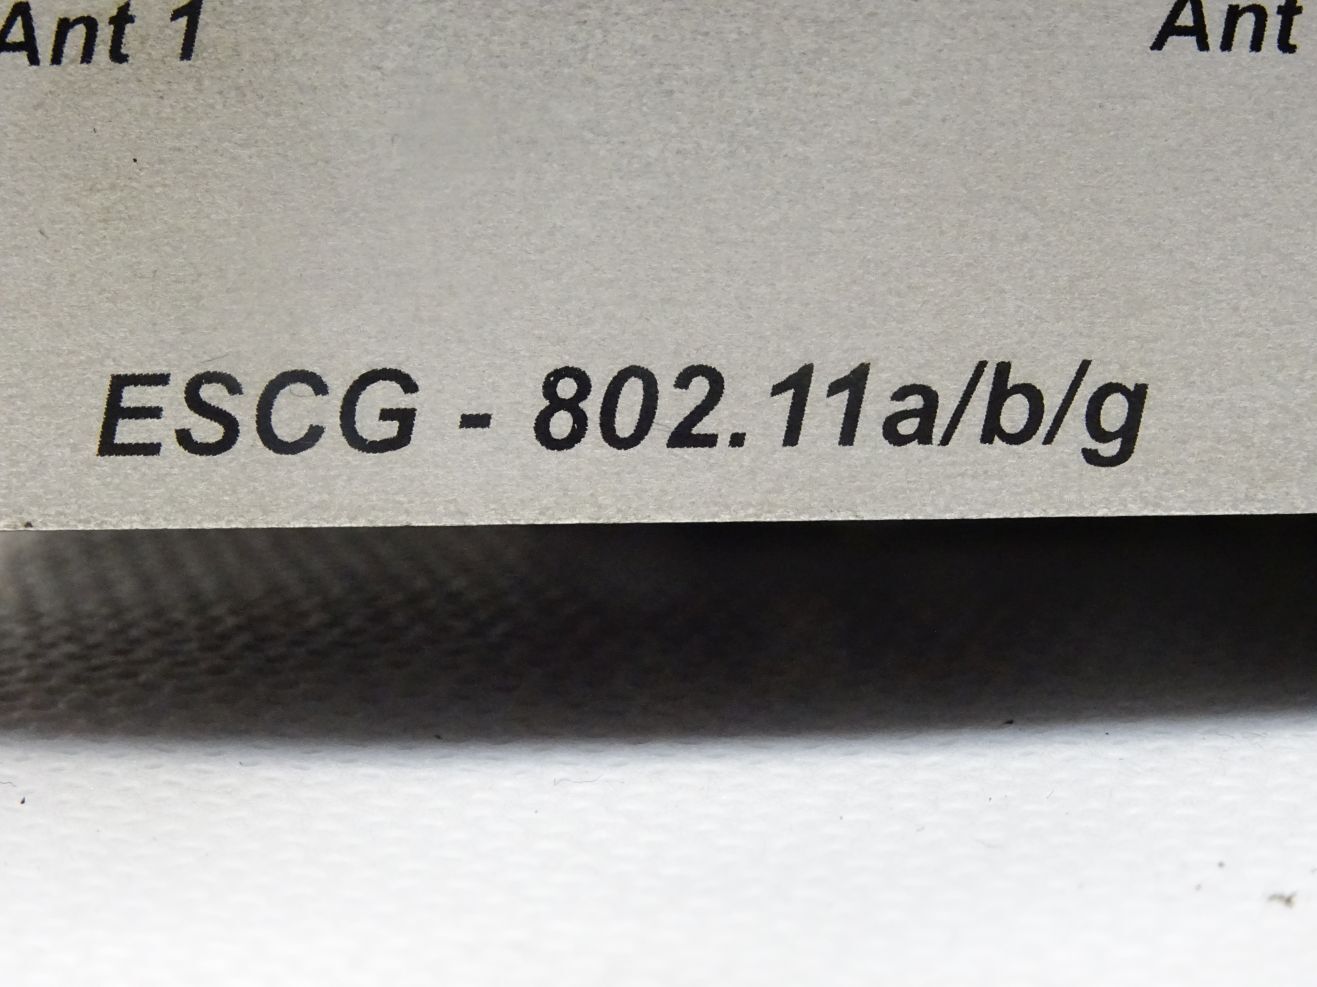 Ant 1 Ant
ESCG - 802.11a/b/g